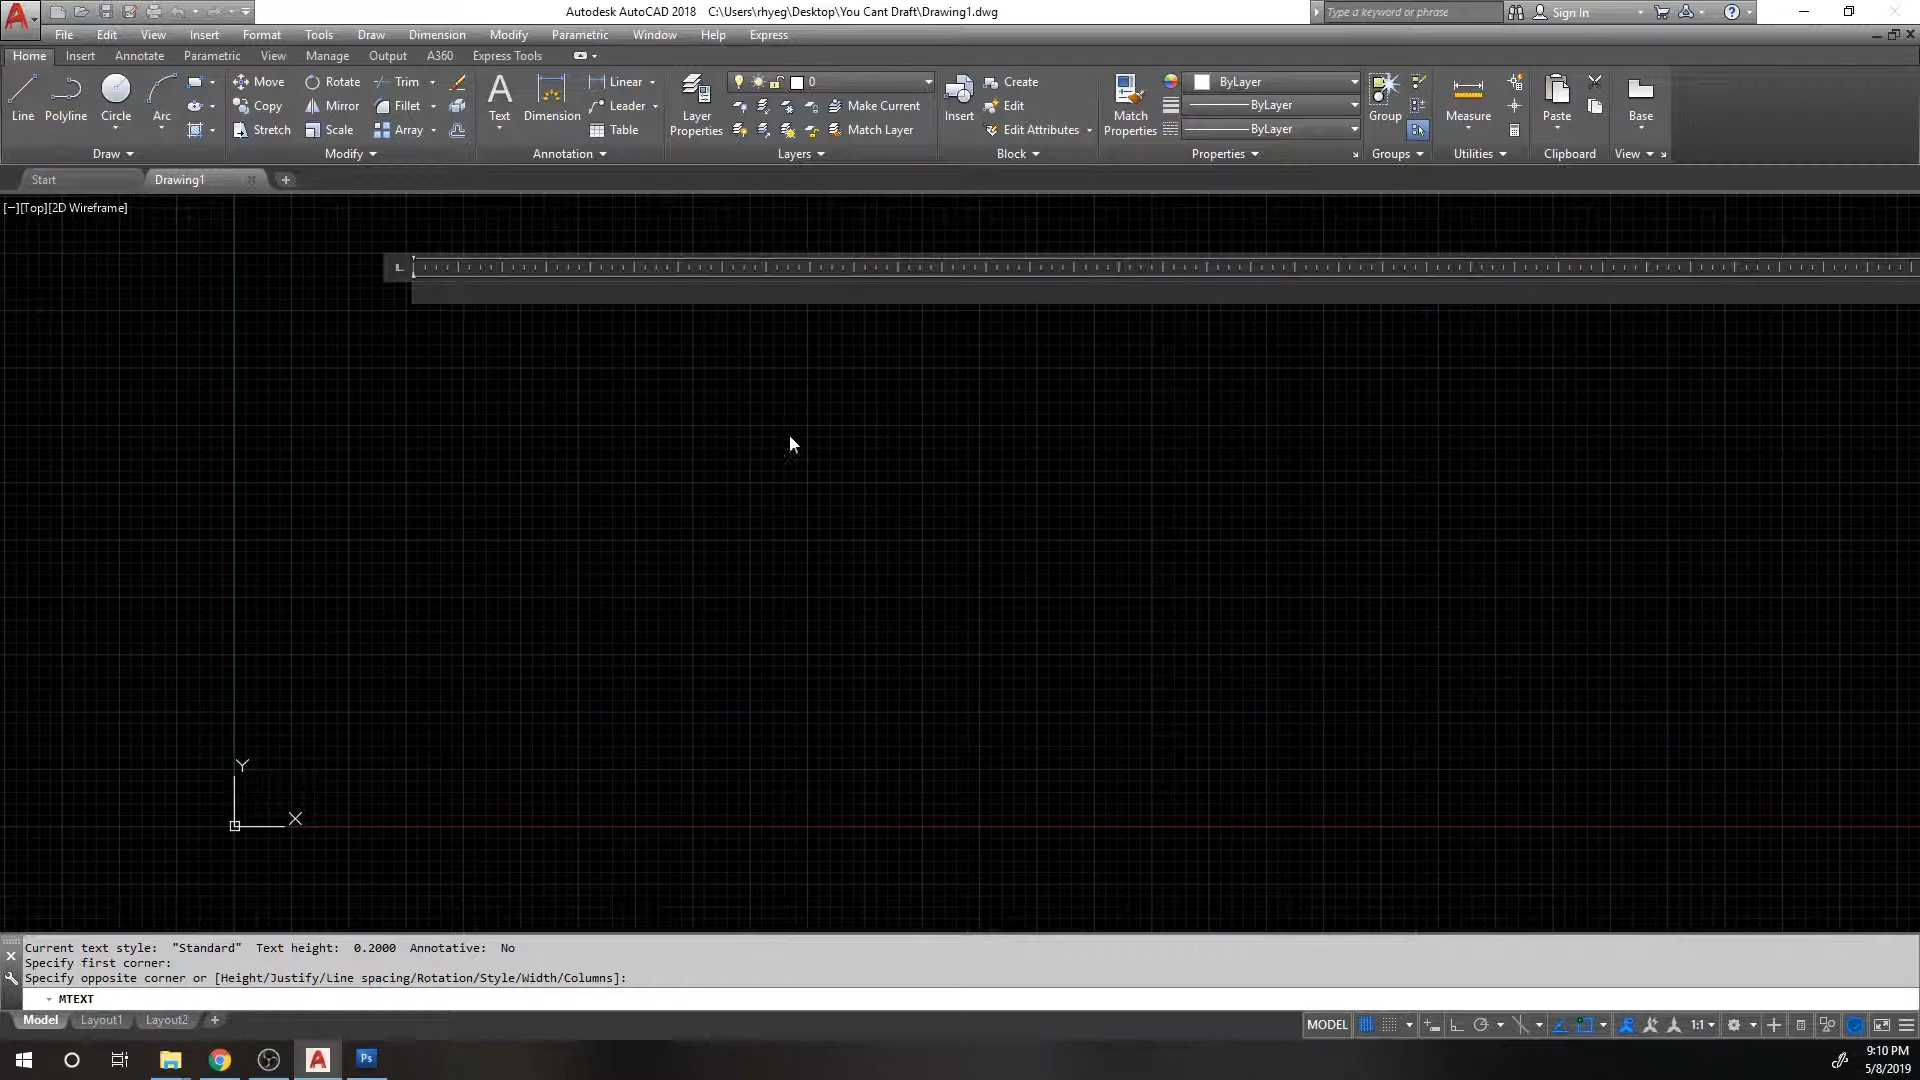 Autodesk AutoCAD 2018 C:\Users\rhyeg\Desktop\You Cant Draft\Drawing1.dwg
Type a keyword or phrase
Sign In
File Edit View Insert Format Tools Draw Dimension Modify Parametric Window Help Express
Home Insert Annotate Parametric View Manage Output A360 Express Tools
Line
Polyline
Circle
Arc
Draw
Move
Copy
Stretch
Rotate
Mirror
Scale
Trim
Fillet
Array
Modify
Text
Dimension
Linear
Leader
Table
Annotation
Layer Properties
0
Make Current
Match Layer
Layers
Insert
Create
Edit
Edit Attributes
Block
Match Properties
ByLayer
ByLayer
ByLayer
Properties
Group
Groups
Measure
Utilities
Paste
Clipboard
Base
View
Start
Drawing1
[−][Top][2D Wireframe]
Y
X
Current text style: "Standard" Text height: 0.2000 Annotative: No
Specify first corner:
Specify opposite corner or [Height/Justify/Line spacing/Rotation/Style/Width/Columns]:
MTEXT
Model Layout1 Layout2
MODEL
1:1
Ps
9:10 PM
5/8/2019